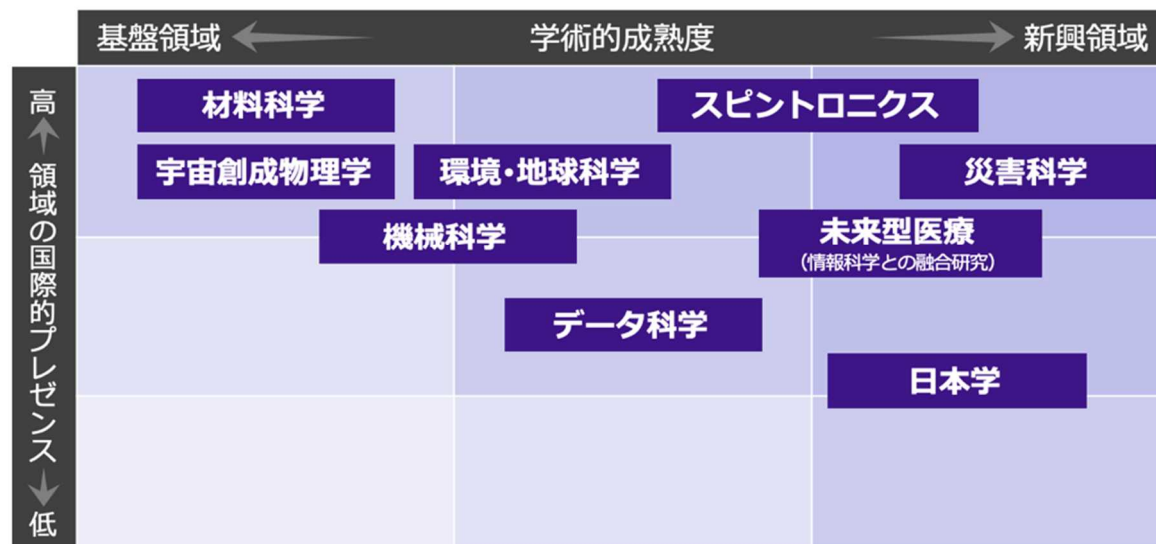 基盤領域
学術的成熟度
新興領域
高
領域の国際的プレゼンス
低
材料科学
スピントロニクス
宇宙創成物理学
環境・地球科学
災害科学
機械科学
未来型医療
(情報科学との融合研究)
データ科学
日本学